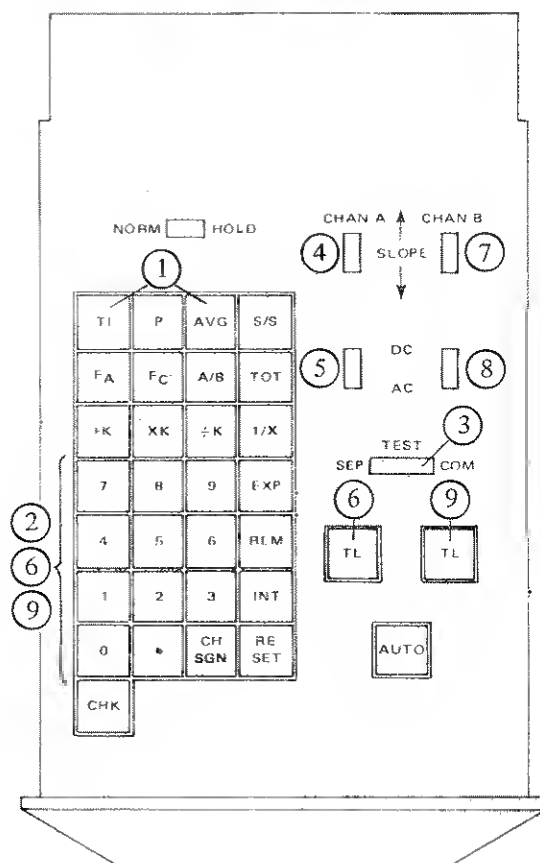 CHAN A CHAN B
NORM HOLD
4 SLOPE 7
1
TI P AVG S/S
5 DC 8
AC
FA FC A/B TOT
+K XK ÷K 1/X
TEST 3
SEP COM
7 8 9 EXP
6 9
2
4 5 6 REM
TL TL
6
9
1 2 3 INT
0 • CH SGN RE SET
AUTO
CHK